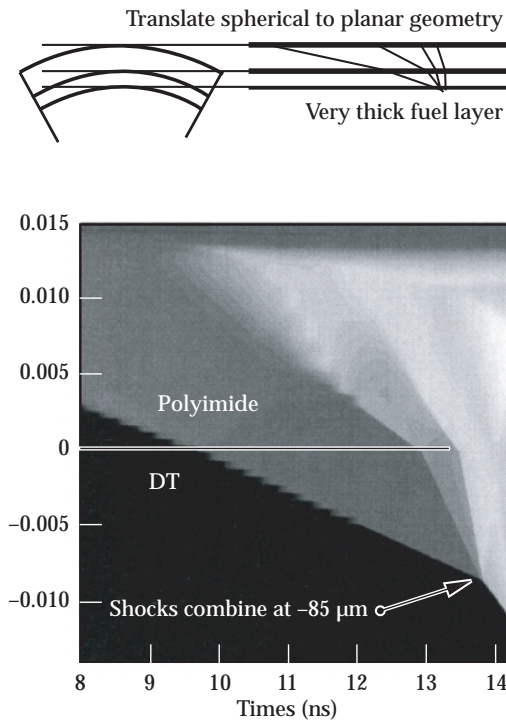 Translate spherical to planar geometry
Very thick fuel layer
0.015
0.010
0.005
Polyimide
0
DT
−0.005
−0.010
Shocks combine at −85 µm
8 9 10 11 12 13 14
Times (ns)